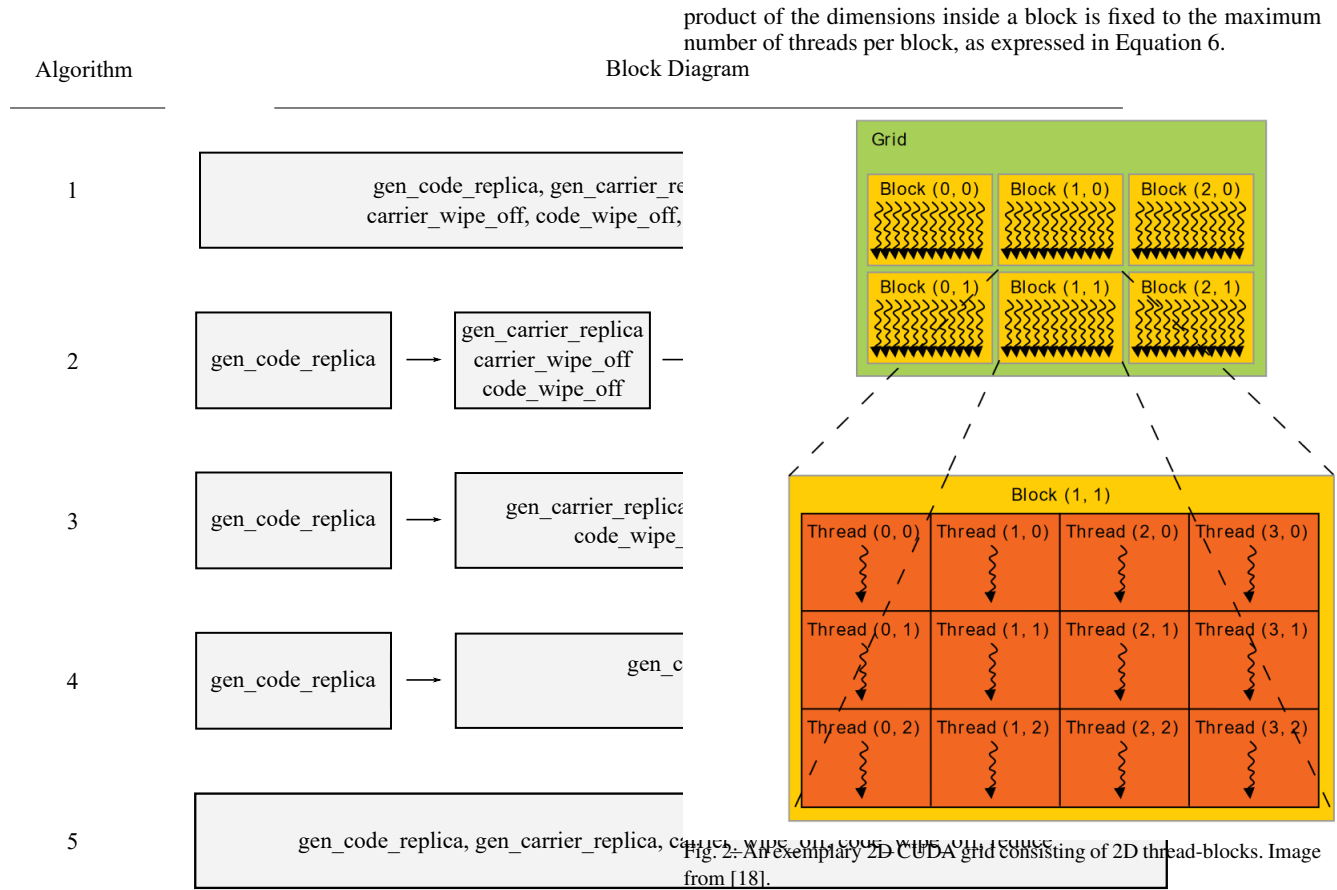 product of the dimensions inside a block is fixed to the maximum
number of threads per block, as expressed in Equation 6.
Algorithm
Block Diagram
1
gen_code_replica, gen_carrier_re
carrier_wipe_off, code_wipe_off,
2
gen_code_replica
gen_carrier_replica
carrier_wipe_off
code_wipe_off
3
gen_code_replica
gen_carrier_replica
code_wipe_
4
gen_code_replica
gen_c
5
gen_code_replica, gen_carrier_replica, carrier_wipe_off, code_wipe_off, reduce
Grid
Block (0, 0) Block (1, 0) Block (2, 0)
Block (0, 1) Block (1, 1) Block (2, 1)
Block (1, 1)
Thread (0, 0) Thread (1, 0) Thread (2, 0) Thread (3, 0)
Thread (0, 1) Thread (1, 1) Thread (2, 1) Thread (3, 1)
Thread (0, 2) Thread (1, 2) Thread (2, 2) Thread (3, 2)
Fig. 2: An exemplary 2D CUDA grid consisting of 2D thread-blocks. Image
from [18].